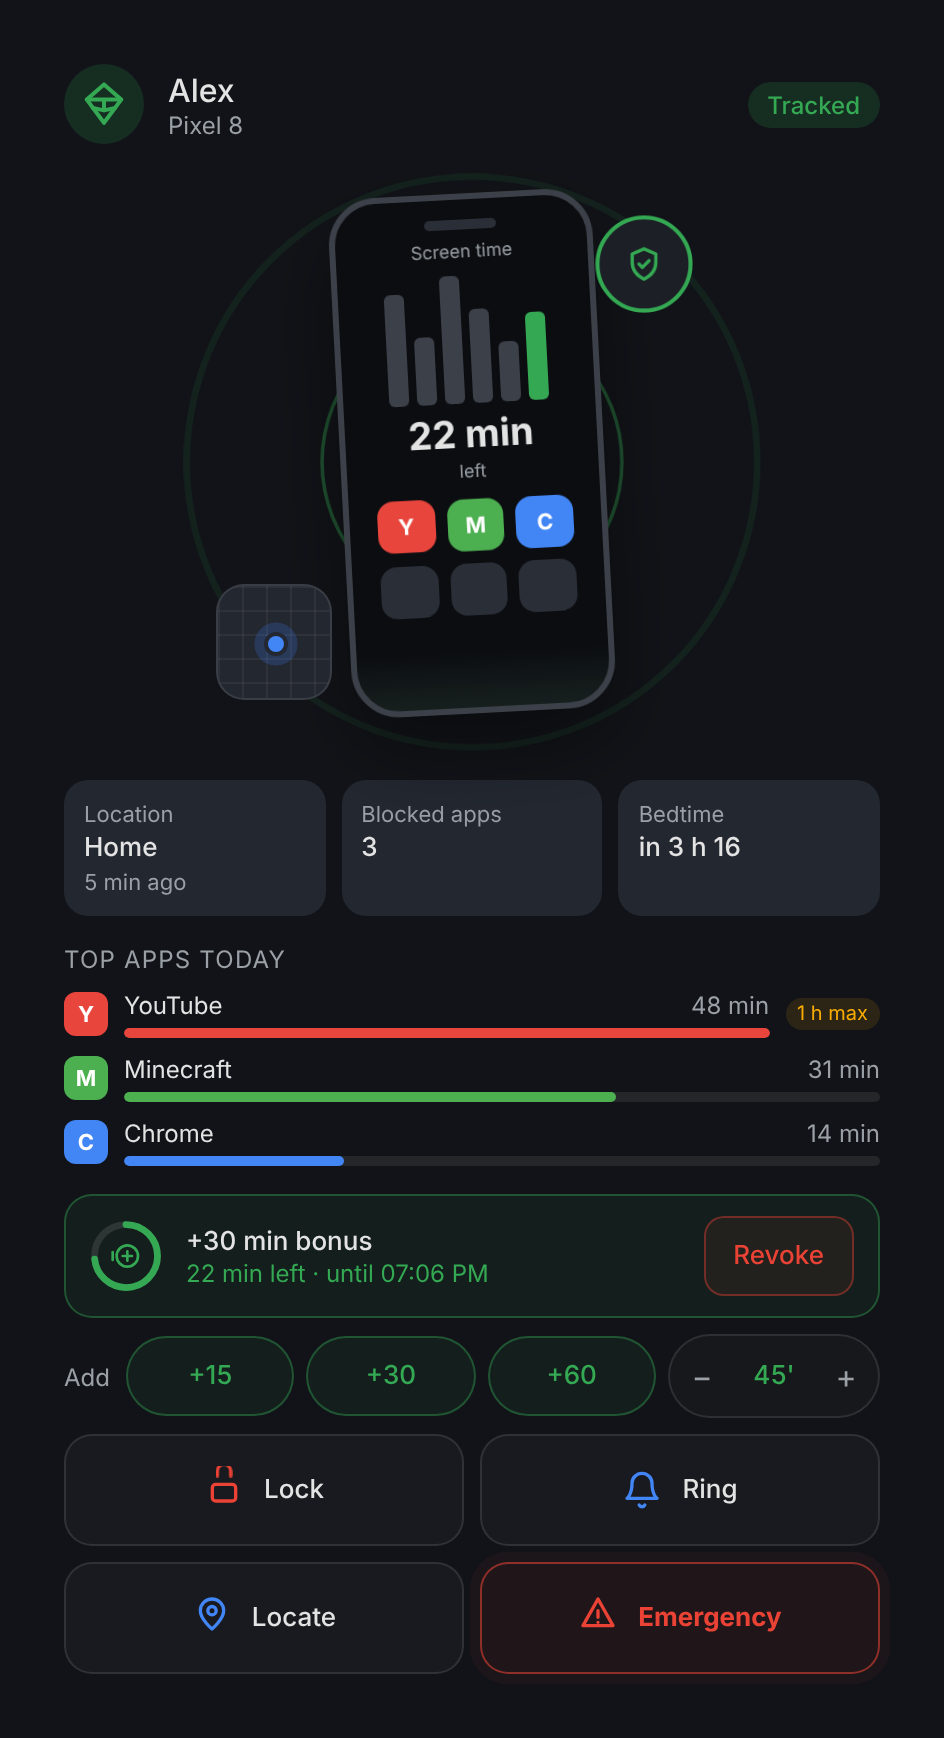 Alex
Pixel 8
Tracked
Screen time
22 min
left
Y M C
Location
Home
5 min ago
Blocked apps
3
Bedtime
in 3 h 16
TOP APPS TODAY
Y YouTube 48 min 1 h max
M Minecraft 31 min
C Chrome 14 min
+30 min bonus
22 min left · until 07:06 PM
Revoke
Add +15 +30 +60 − 45' +
Lock
Ring
Locate
Emergency